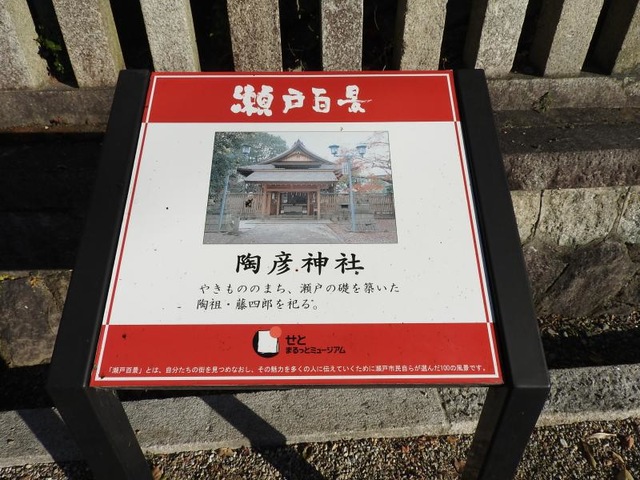 瀬戸百景
陶彦神社
やきもののまち、瀬戸の礎を築いた
陶祖・藤四郎を祀る。
せと
まるっとミュージアム
「瀬戸百景」とは、自分たちの街を見つめなおし、その魅力を多くの人に伝えていくために瀬戸市民自らが選んだ100の風景です。